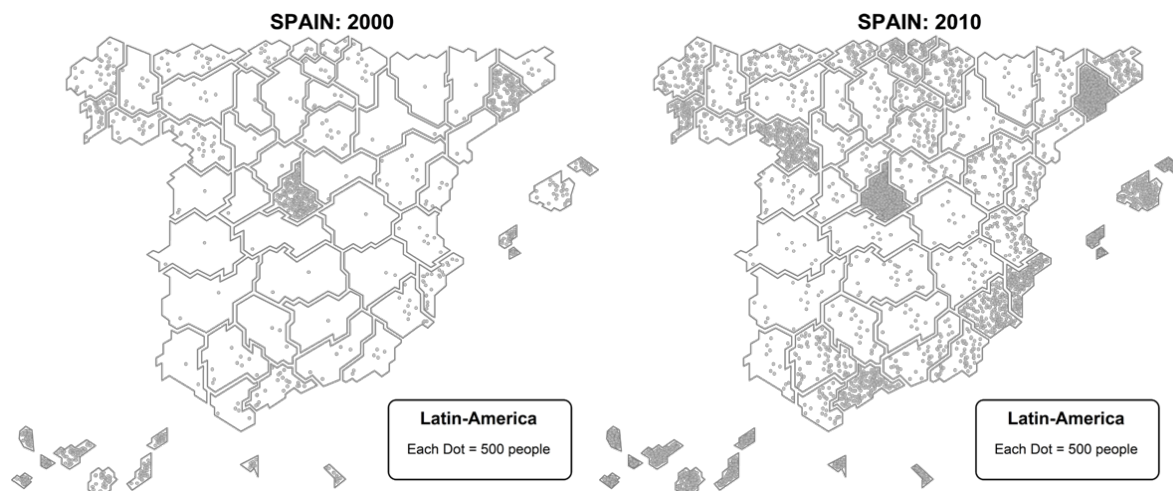 SPAIN: 2000
SPAIN: 2010
Latin-America
Each Dot = 500 people
Latin-America
Each Dot = 500 people